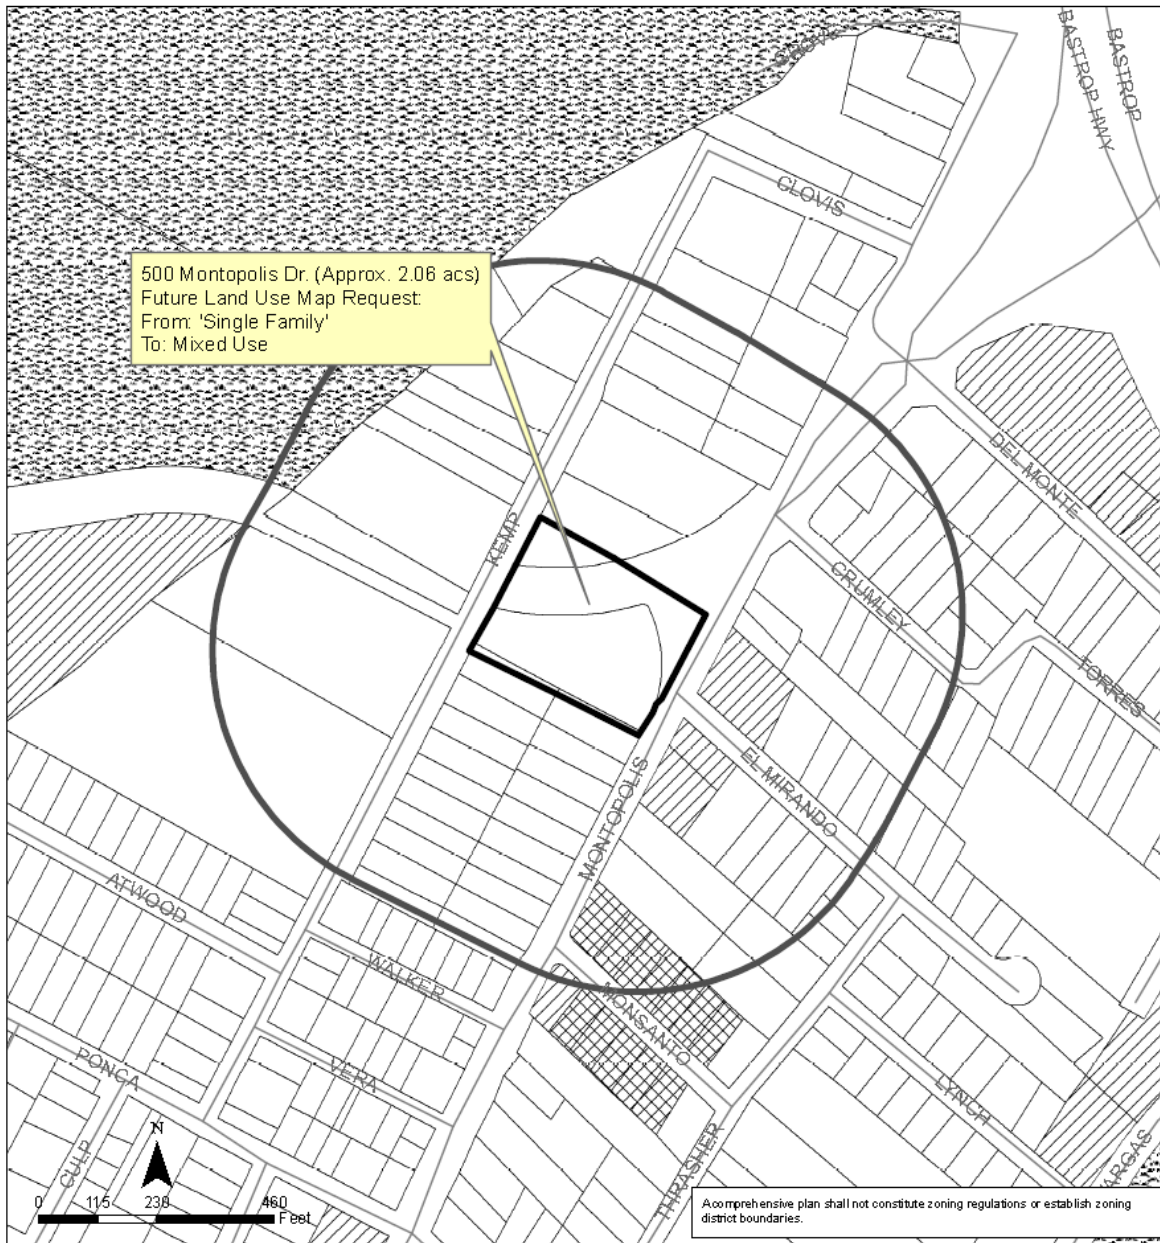 GROVE
BASTROP HWY
BASTROP
CLOVIS
500 Montopolis Dr. (Approx. 2.06 acs)
Future Land Use Map Request:
From: 'Single Family'
To: Mixed Use
DEL MONTE
KEMP
CRUMLEY
TORRES
EL MIRANDO
MONTOPOLIS
ATWOOD
WALKER
MONSANTO
PONCA
VERA
LYNCH
CULP
THRASHER
VARGAS
N
0 115 230 460
Feet
Acomprehensive plan shall not constitute zoning regulations or establish zoning
district boundaries.